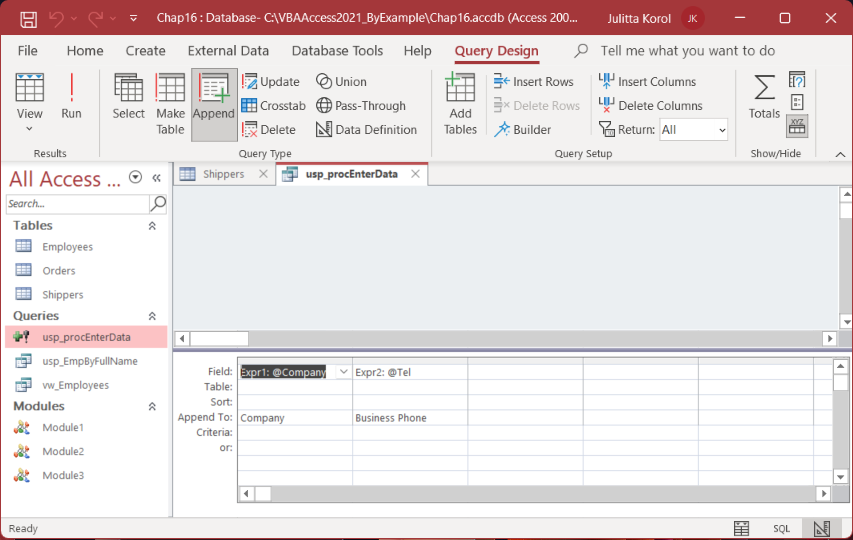 Chap16 : Database- C:\VBAAccess2021_ByExample\Chap16.accdb (Access 200... Julitta Korol JK
File Home Create External Data Database Tools Help Query Design Tell me what you want to do
View Run Select Make Table Append Update Crosstab Delete Union Pass-Through Data Definition Add Tables Insert Rows Delete Rows Builder Insert Columns Delete Columns Return: All Totals XYZ
Results Query Type Query Setup Show/Hide
All Access ... Shippers usp_procEnterData
Search...
Tables
Employees
Orders
Shippers
Queries
usp_procEnterData
usp_EmpByFullName
vw_Employees
Modules
Module1
Module2
Module3
Field: Expr1: @Company Expr2: @Tel
Table:
Sort:
Append To: Company Business Phone
Criteria:
or:
Ready SQL